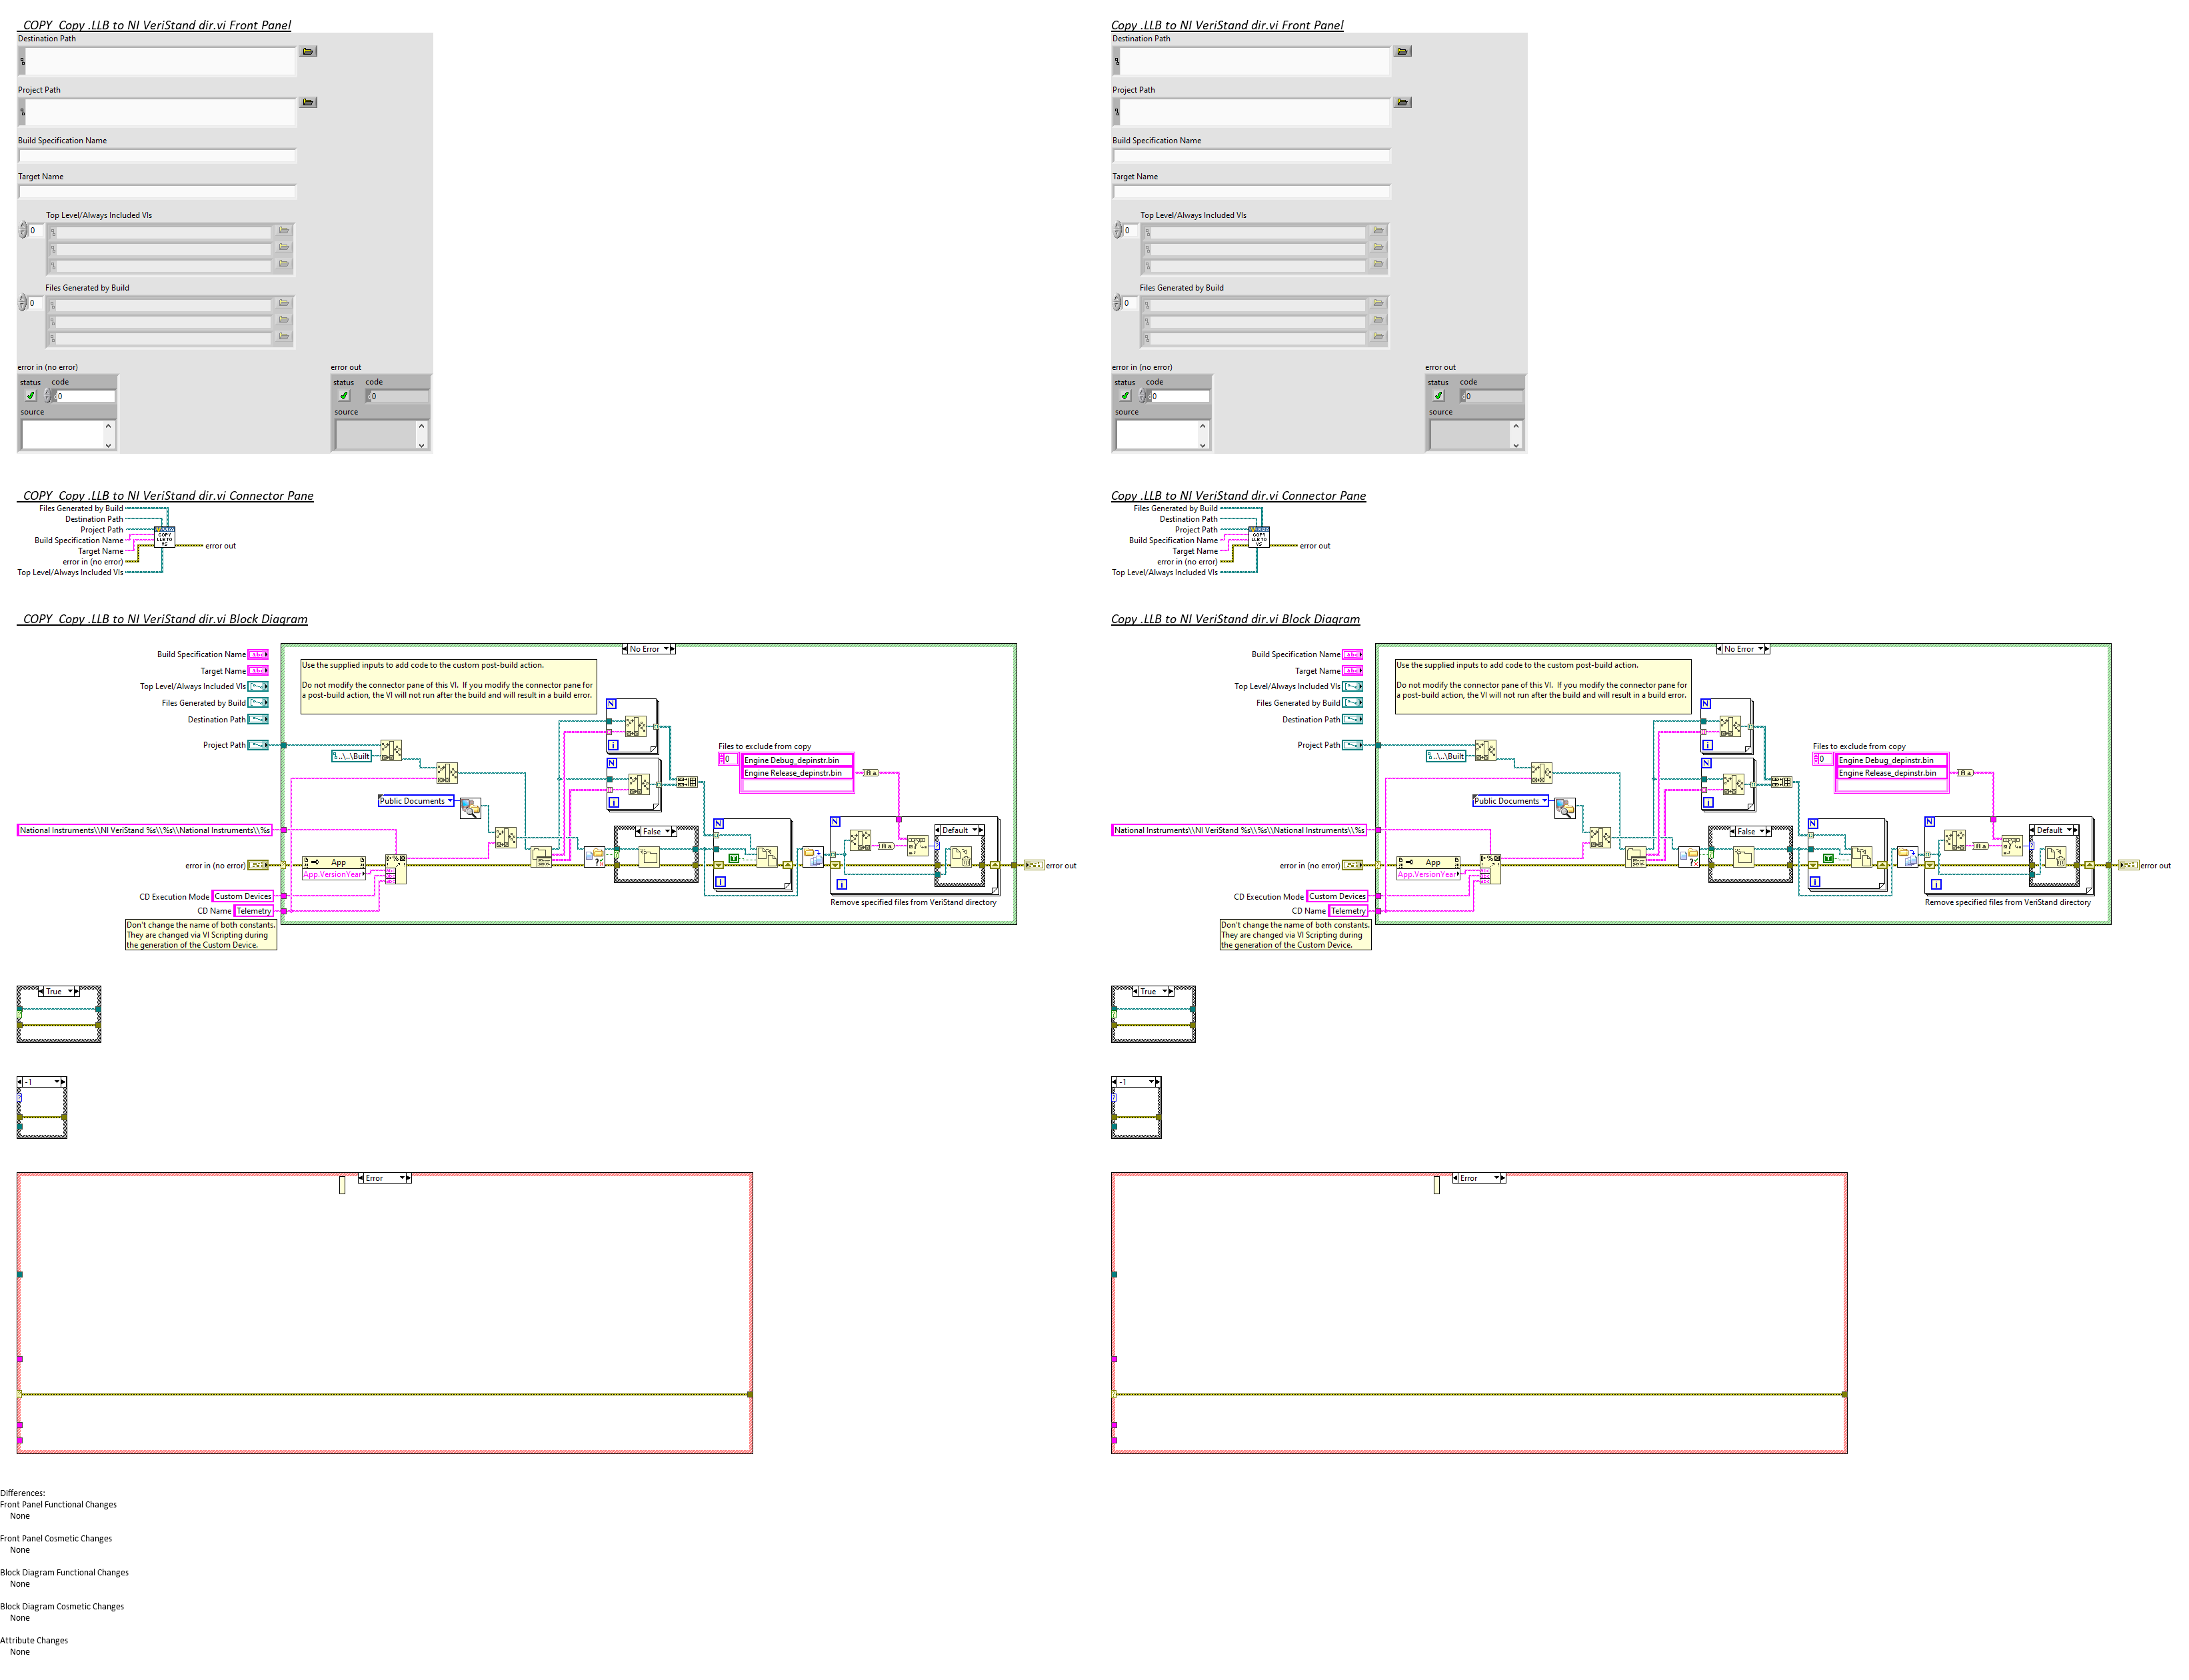 _COPY_Copy .LLB to NI VeriStand dir.vi Front Panel
Destination Path
Project Path
Build Specification Name
Target Name
Top Level/Always Included VIs
0
Files Generated by Build
0
error in (no error)
error out
status code
0
status code
0
source
source
_COPY_Copy .LLB to NI VeriStand dir.vi Connector Pane
Files Generated by Build
Destination Path
Project Path
Build Specification Name
Target Name
error in (no error)
Top Level/Always Included VIs
COPY
LLB TO
VS
error out
_COPY_Copy .LLB to NI VeriStand dir.vi Block Diagram
No Error
Build Specification Name
Target Name
Top Level/Always Included VIs
Files Generated by Build
Destination Path
Project Path
Use the supplied inputs to add code to the custom post-build action.
Do not modify the connector pane of this VI. If you modify the connector pane for
a post-build action, the VI will not run after the build and will result in a build error.
N
i
N
i
..\..\Built
Public Documents
Files to exclude from copy
0
Engine Debug_depinstr.bin
Engine Release_depinstr.bin
National Instruments\\NI VeriStand %s\\%s\\National Instruments\\%s
False
N
i
N
i
Default
error in (no error)
App
App.VersionYear
error out
CD Execution Mode
Custom Devices
CD Name
Telemetry
Remove specified files from VeriStand directory
Don't change the name of both constants.
They are changed via VI Scripting during
the generation of the Custom Device.
True
-1
Error
Copy .LLB to NI VeriStand dir.vi Front Panel
Destination Path
Project Path
Build Specification Name
Target Name
Top Level/Always Included VIs
0
Files Generated by Build
0
error in (no error)
error out
status code
0
status code
0
source
source
Copy .LLB to NI VeriStand dir.vi Connector Pane
Files Generated by Build
Destination Path
Project Path
Build Specification Name
Target Name
error in (no error)
Top Level/Always Included VIs
COPY
LLB TO
VS
error out
Copy .LLB to NI VeriStand dir.vi Block Diagram
No Error
Build Specification Name
Target Name
Top Level/Always Included VIs
Files Generated by Build
Destination Path
Project Path
Use the supplied inputs to add code to the custom post-build action.
Do not modify the connector pane of this VI. If you modify the connector pane for
a post-build action, the VI will not run after the build and will result in a build error.
N
i
N
i
..\..\Built
Public Documents
Files to exclude from copy
0
Engine Debug_depinstr.bin
Engine Release_depinstr.bin
National Instruments\\NI VeriStand %s\\%s\\National Instruments\\%s
False
N
i
N
i
Default
error in (no error)
App
App.VersionYear
error out
CD Execution Mode
Custom Devices
CD Name
Telemetry
Remove specified files from VeriStand directory
Don't change the name of both constants.
They are changed via VI Scripting during
the generation of the Custom Device.
True
-1
Error
Differences:
Front Panel Functional Changes
None
Front Panel Cosmetic Changes
None
Block Diagram Functional Changes
None
Block Diagram Cosmetic Changes
None
Attribute Changes
None